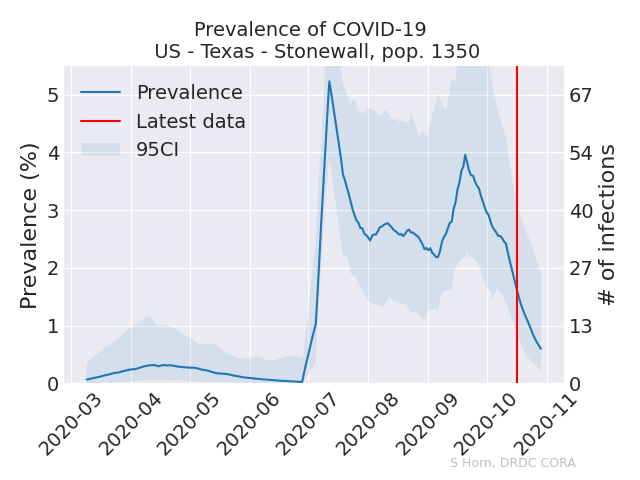 Prevalence of COVID-19
US - Texas - Stonewall, pop. 1350
Prevalence
Latest data
95CI
Prevalence (%)
5
4
3
2
1
0
67
54
40
27
13
0
# of infections
2020-03
2020-04
2020-05
2020-06
2020-07
2020-08
2020-09
2020-10
2020-11
S Horn, DRDC CORA